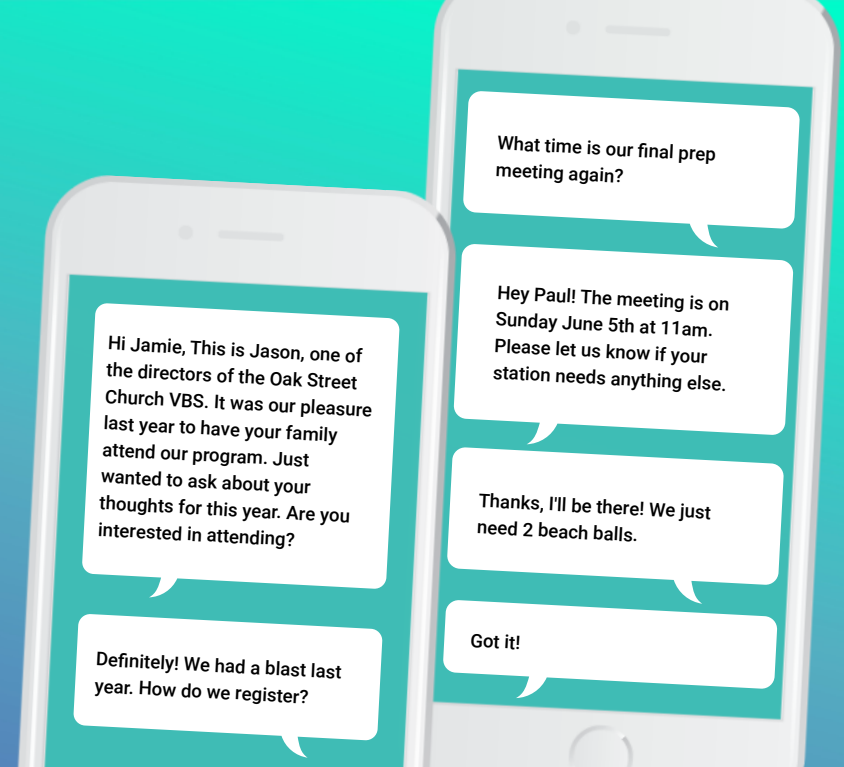 Hi Jamie, This is Jason, one of
the directors of the Oak Street
Church VBS. It was our pleasure
last year to have your family
attend our program. Just
wanted to ask about your
thoughts for this year. Are you
interested in attending?
Definitely! We had a blast last
year. How do we register?
What time is our final prep
meeting again?
Hey Paul! The meeting is on
Sunday June 5th at 11am.
Please let us know if your
station needs anything else.
Thanks, I'll be there! We just
need 2 beach balls.
Got it!